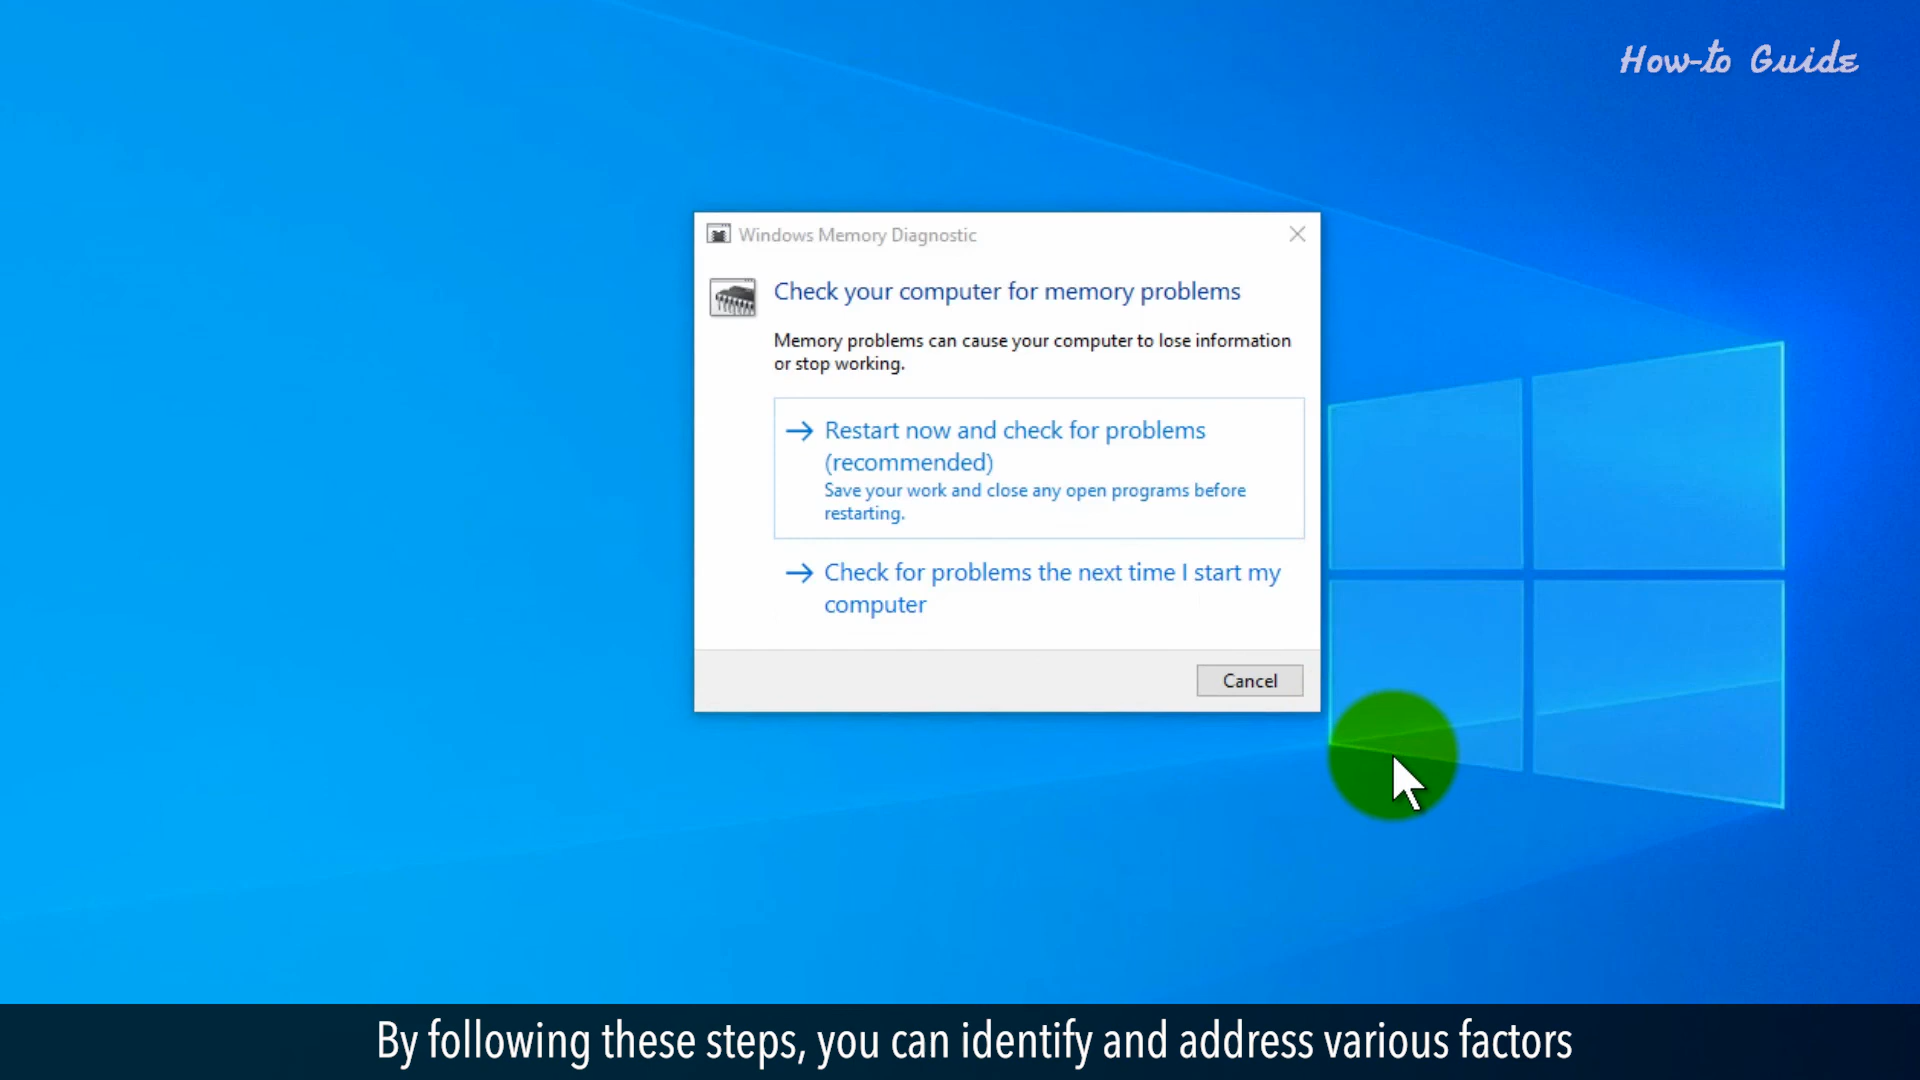 How-to Guide
Windows Memory Diagnostic
Check your computer for memory problems
Memory problems can cause your computer to lose information
or stop working.
Restart now and check for problems
(recommended)
Save your work and close any open programs before
restarting.
Check for problems the next time I start my
computer
Cancel
By following these steps, you can identify and address various factors